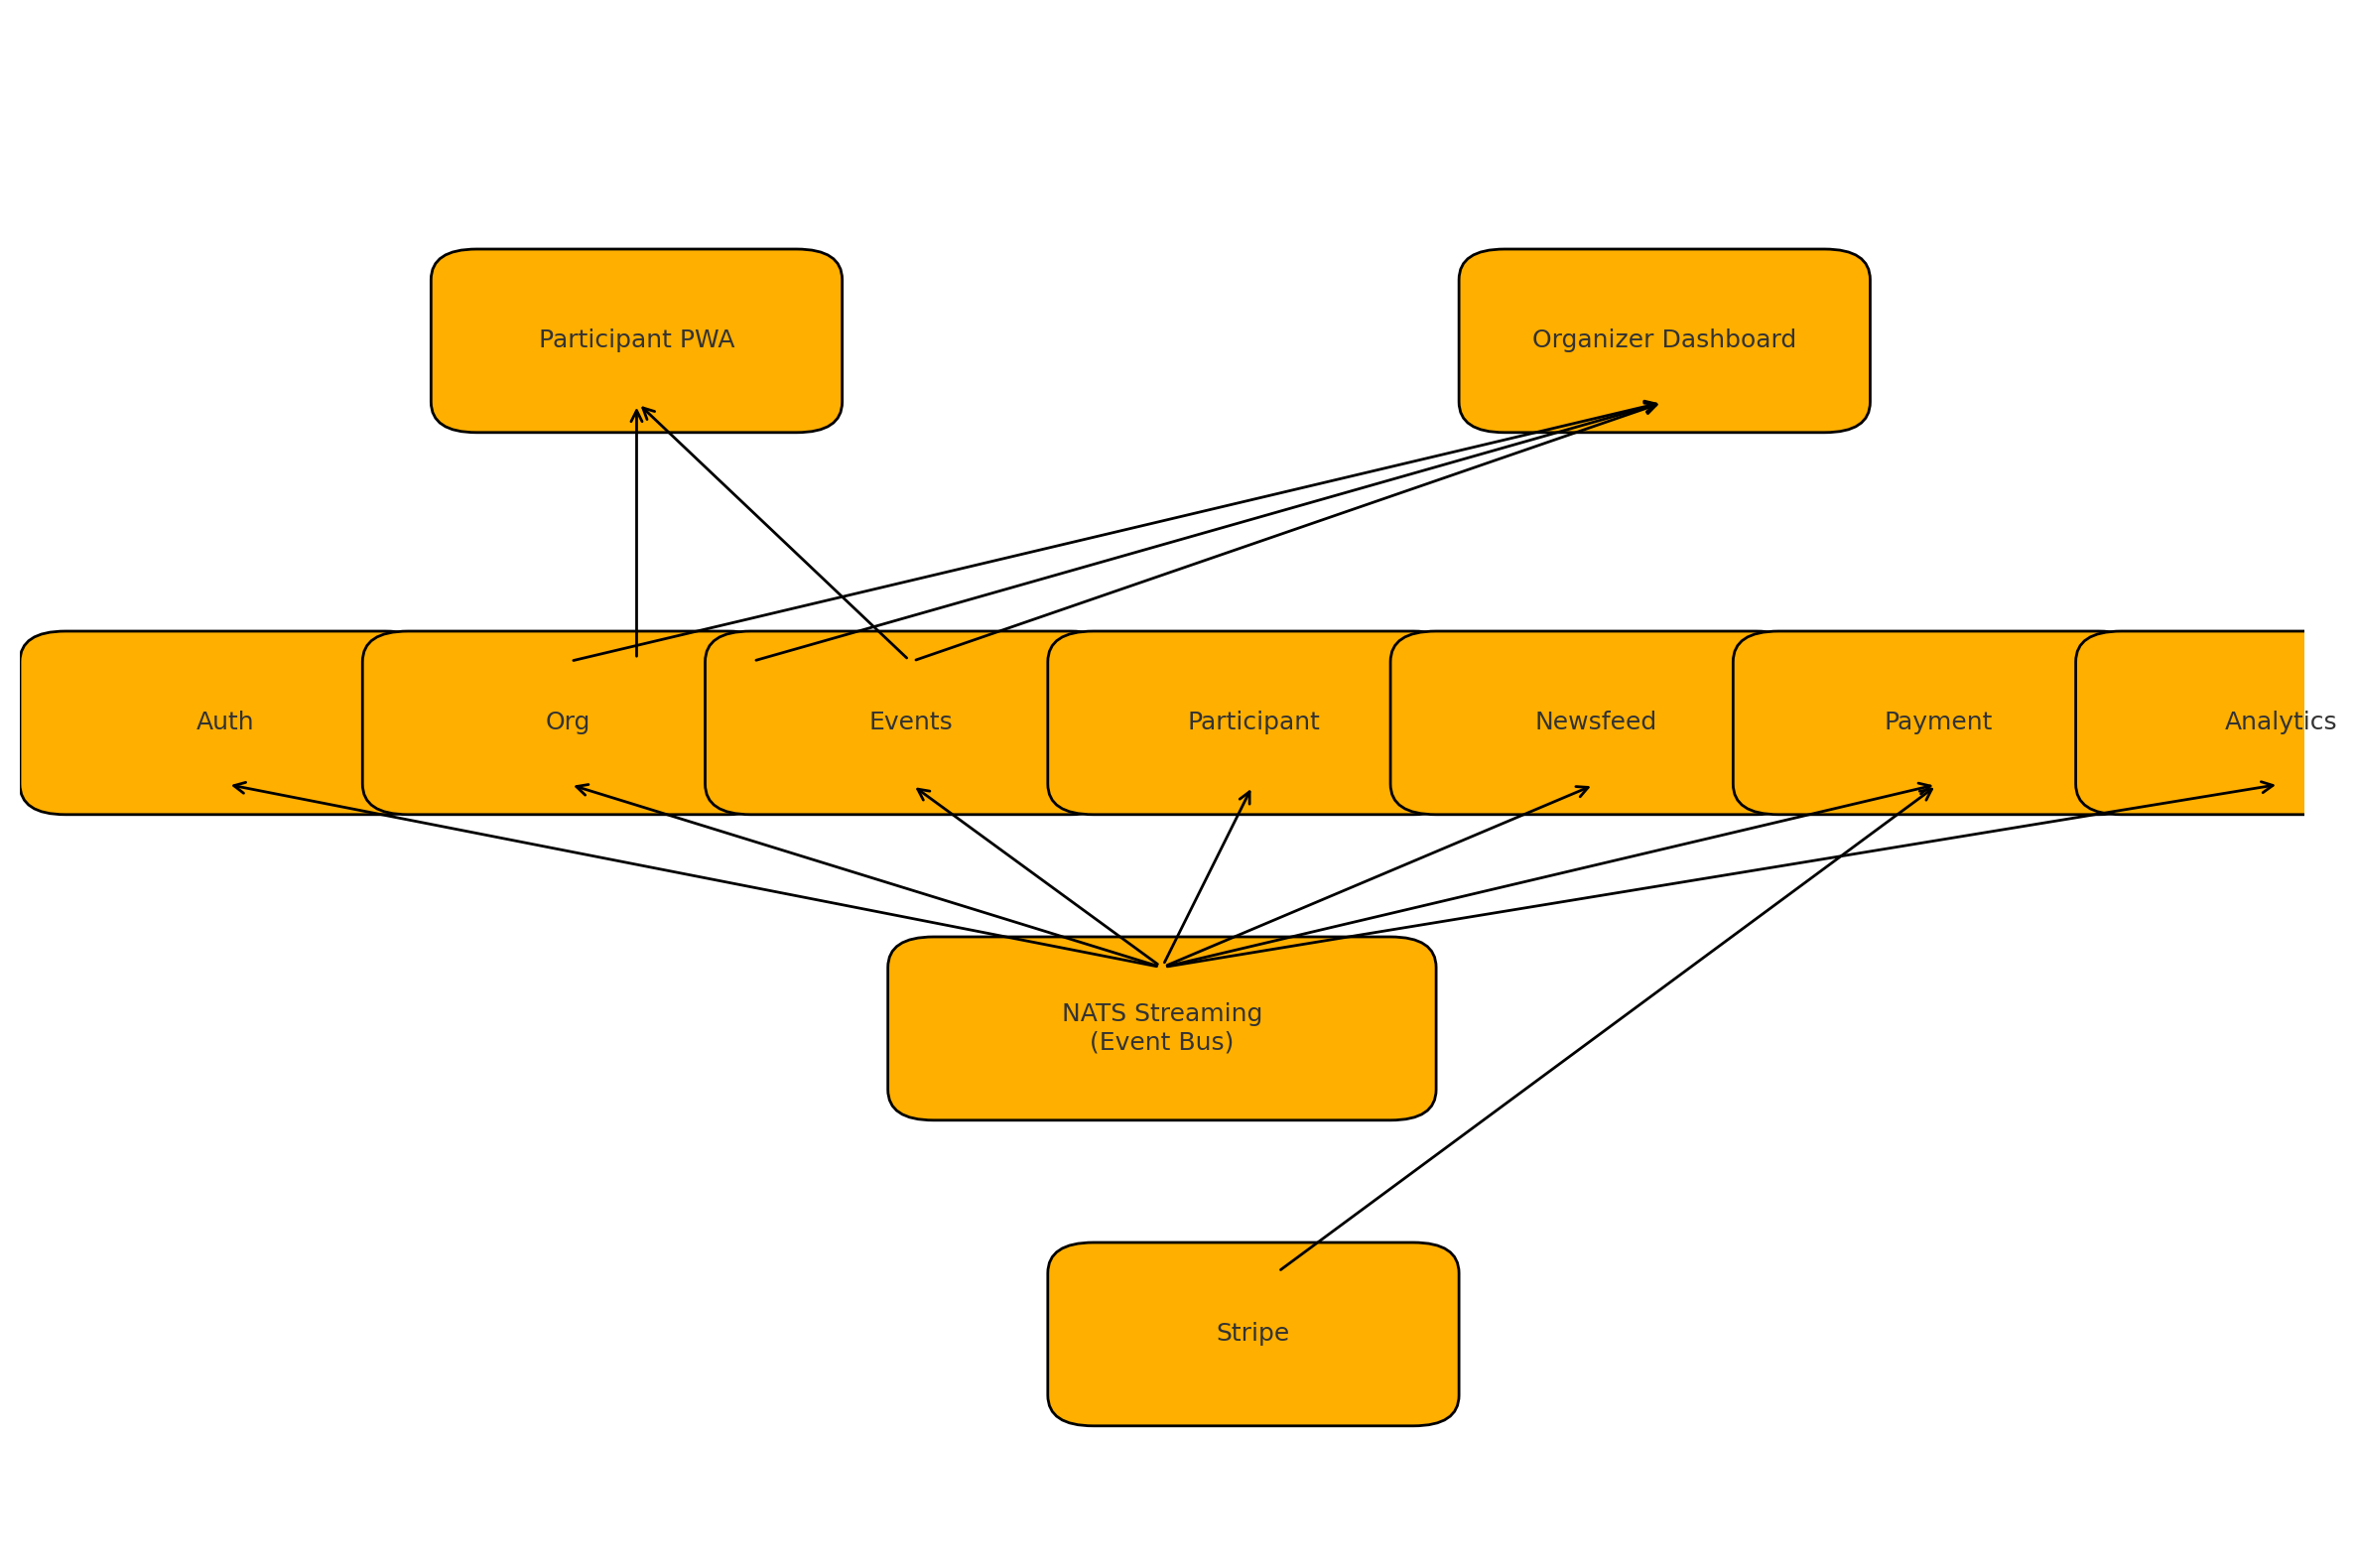 Participant PWA
Organizer Dashboard
Auth
Org
Events
Participant
Newsfeed
Payment
Analytics
NATS Streaming
(Event Bus)
Stripe